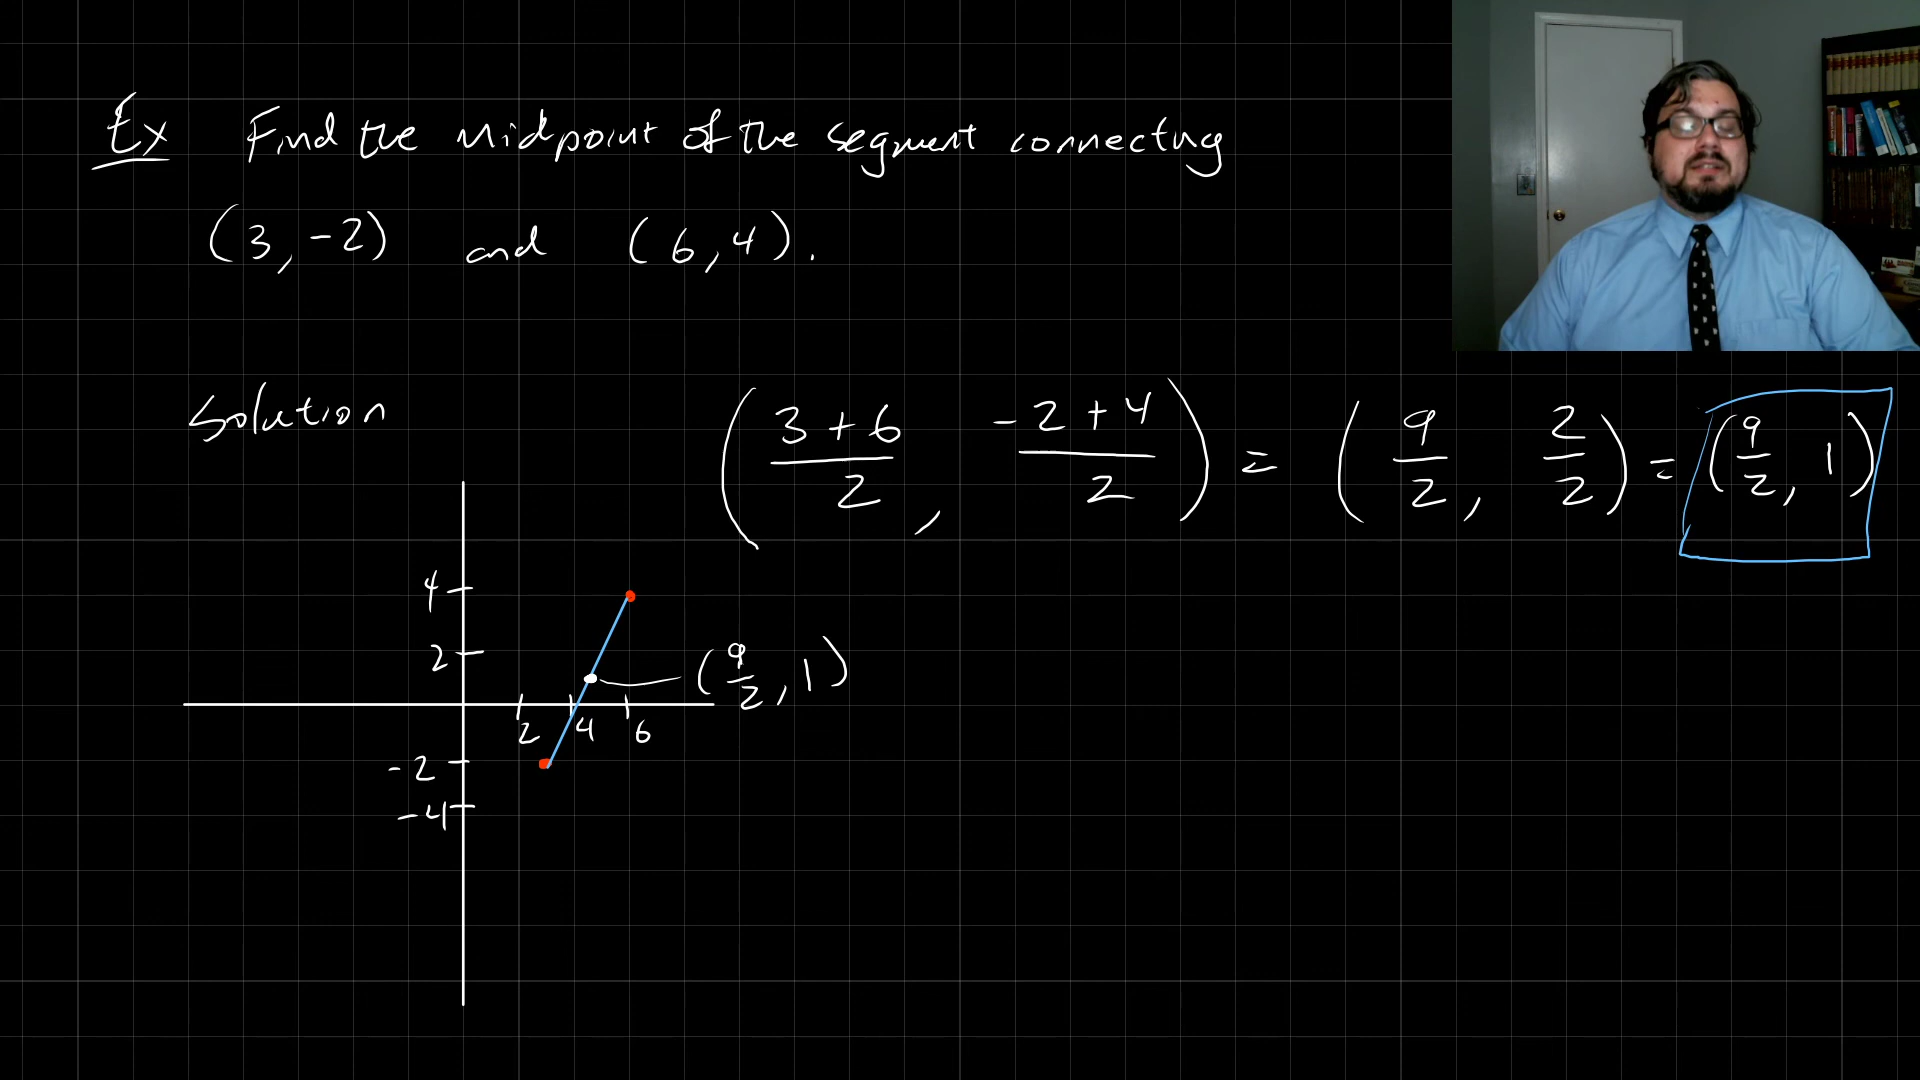 Ex Find the midpoint of the segment connecting
(3, -2) and (6, 4).
Solution
(3+6/2, -2+4/2) = (9/2, 2/2) = (9/2, 1)
4
2
(9/2, 1)
2 4 6
-2
-4